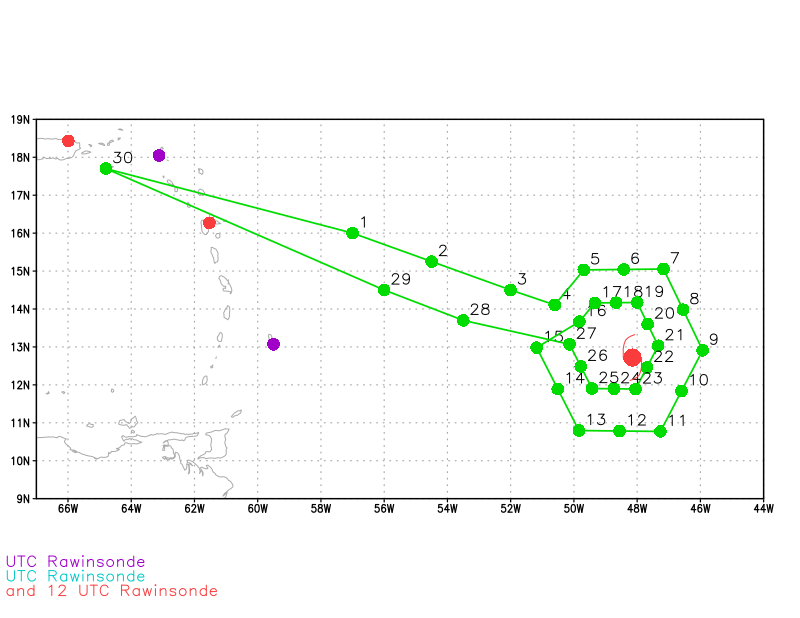 19N
30
18N
17N
1
16N
2
5 6 7
15N
29 3
4 8
14N
28 17 18 19
16 20
15 27 21 9
13N
26 22
12N
14 25 24 23 10
11N
13 12 11
10N
9N
66W 64W 62W 60W 58W 56W 54W 52W 50W 48W 46W 44W
UTC Rawinsonde
UTC Rawinsonde
and 12 UTC Rawinsonde